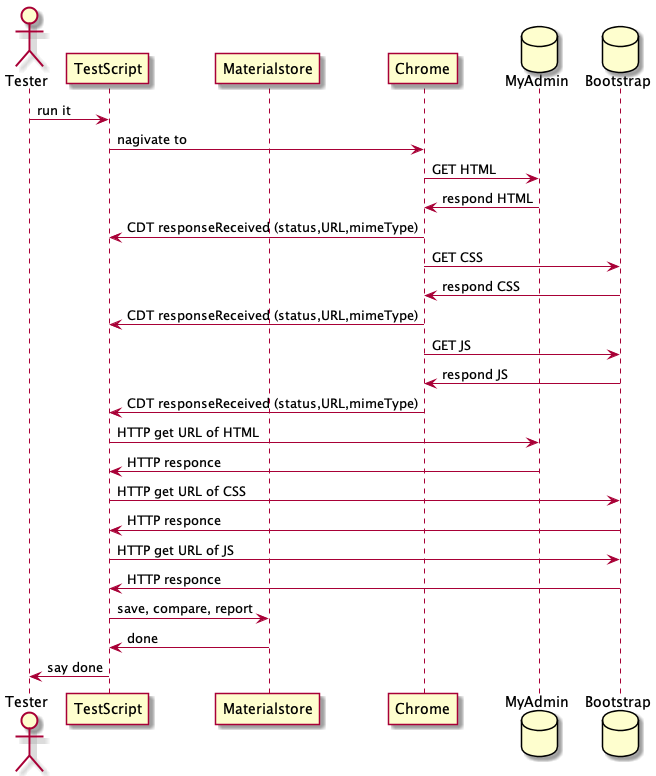 Tester
TestScript
Materialstore
Chrome
MyAdmin
Bootstrap
run it
nagivate to
GET HTML
respond HTML
CDT responseReceived (status,URL,mimeType)
GET CSS
respond CSS
CDT responseReceived (status,URL,mimeType)
GET JS
respond JS
CDT responseReceived (status,URL,mimeType)
HTTP get URL of HTML
HTTP responce
HTTP get URL of CSS
HTTP responce
HTTP get URL of JS
HTTP responce
save, compare, report
done
say done
Tester
TestScript
Materialstore
Chrome
MyAdmin
Bootstrap